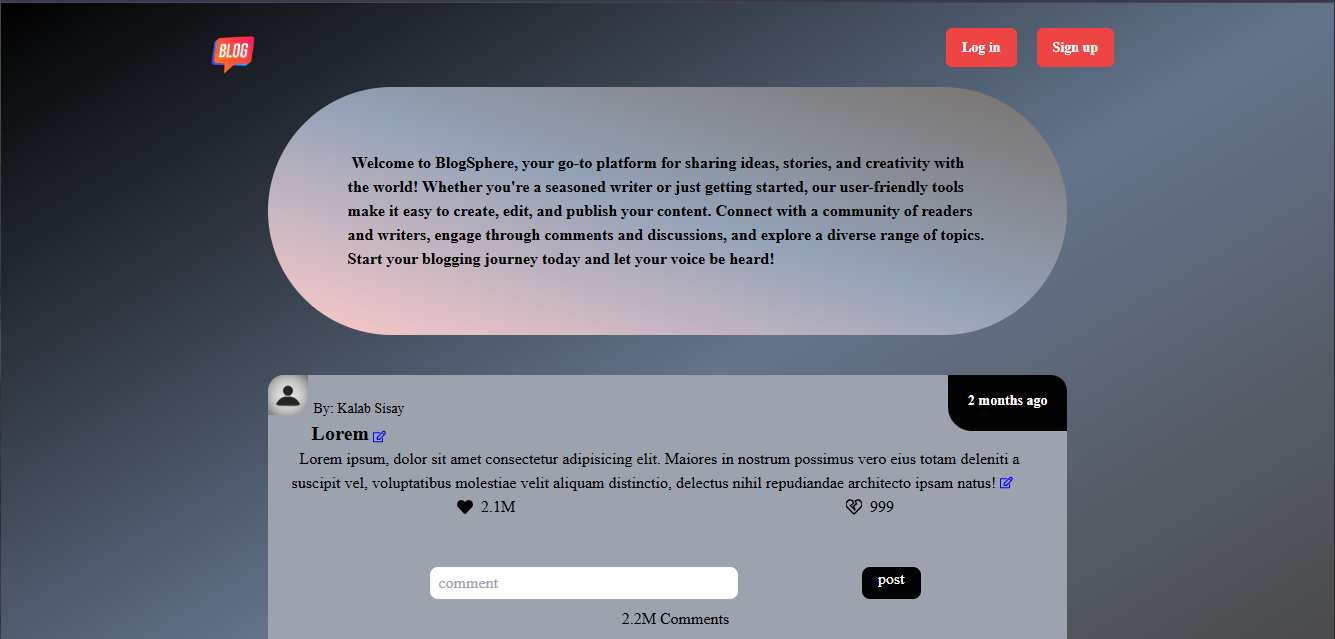 BLOG
Log in
Sign up
Welcome to BlogSphere, your go-to platform for sharing ideas, stories, and creativity with
the world! Whether you're a seasoned writer or just getting started, our user-friendly tools
make it easy to create, edit, and publish your content. Connect with a community of readers
and writers, engage through comments and discussions, and explore a diverse range of topics.
Start your blogging journey today and let your voice be heard!
2 months ago
By: Kalab Sisay
Lorem
Lorem ipsum, dolor sit amet consectetur adipisicing elit. Maiores in nostrum possimus vero eius totam deleniti a
suscipit vel, voluptatibus molestiae velit aliquam distinctio, delectus nihil repudiandae architecto ipsam natus!
2.1M
999
comment
post
2.2M Comments